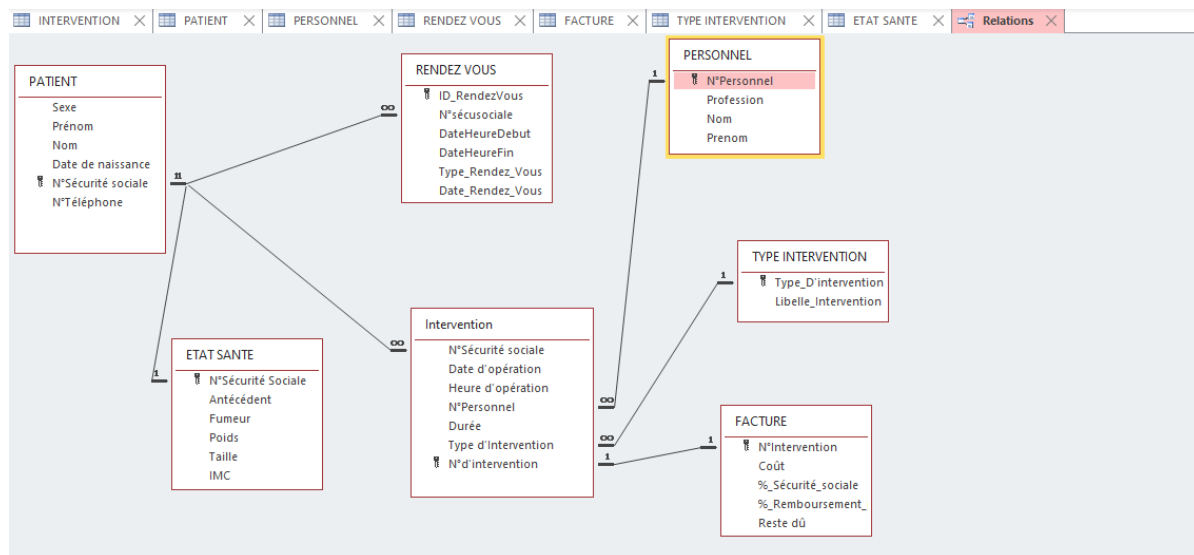 INTERVENTION
PATIENT
PERSONNEL
RENDEZ VOUS
FACTURE
TYPE INTERVENTION
ETAT SANTE
Relations
PATIENT
Sexe
Prénom
Nom
Date de naissance
N°Sécurité sociale
N°Téléphone
11
RENDEZ VOUS
ID_RendezVous
N°sécusociale
DateHeureDebut
DateHeureFin
Type_Rendez_Vous
Date_Rendez_Vous
∞
PERSONNEL
N°Personnel
Profession
Nom
Prenom
1
TYPE INTERVENTION
Type_D'intervention
Libelle_Intervention
1
ETAT SANTE
N°Sécurité Sociale
Antécédent
Fumeur
Poids
Taille
IMC
1
Intervention
N°Sécurité sociale
Date d'opération
Heure d'opération
N°Personnel
Durée
Type d'Intervention
N°d'intervention
∞
∞
∞
1
FACTURE
N°Intervention
Coût
%_Sécurité_sociale
%_Remboursement_
Reste dû
1